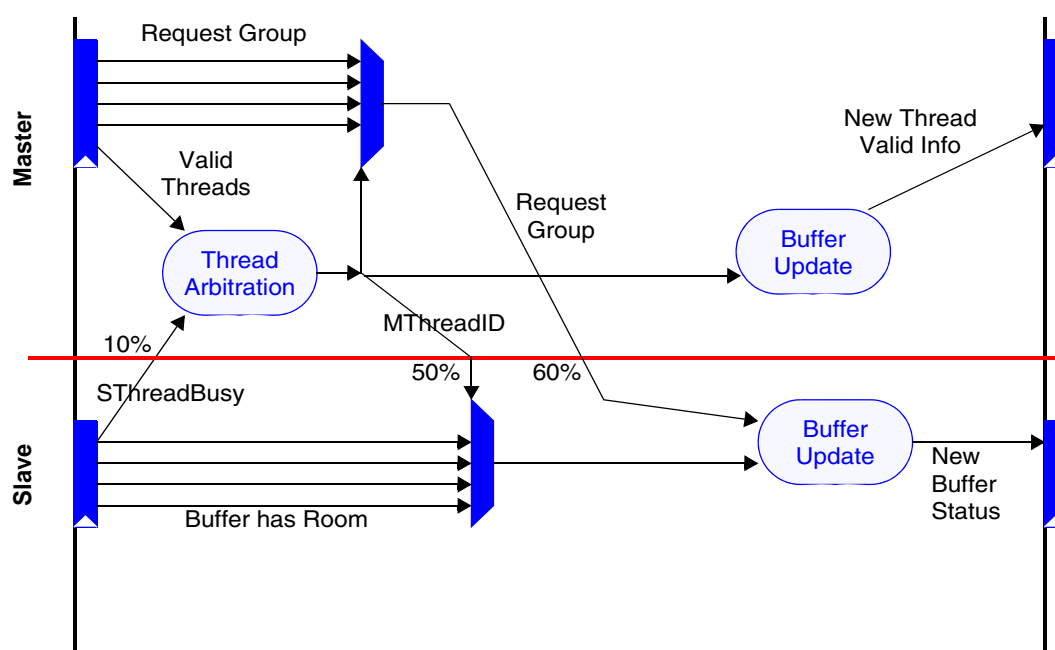 Request Group
Master
Valid
Threads
New Thread
Valid Info
Request
Group
Thread
Arbitration
Buffer
Update
MThreadID
10%
50%
60%
SThreadBusy
Slave
Buffer
Update
New
Buffer
Status
Buffer has Room